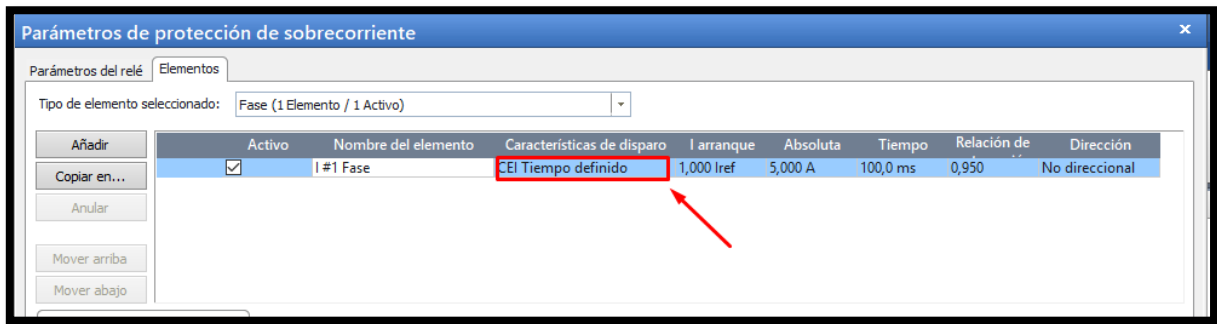 Parámetros de protección de sobrecorriente
Parámetros del relé Elementos
Tipo de elemento seleccionado: Fase (1 Elemento / 1 Activo)
Añadir
Copiar en...
Anular
Mover arriba
Mover abajo
Activo Nombre del elemento Características de disparo I arranque Absoluta Tiempo Relación de Dirección
I #1 Fase CEI Tiempo definido 1,000 Iref 5,000 A 100,0 ms 0,950 No direccional